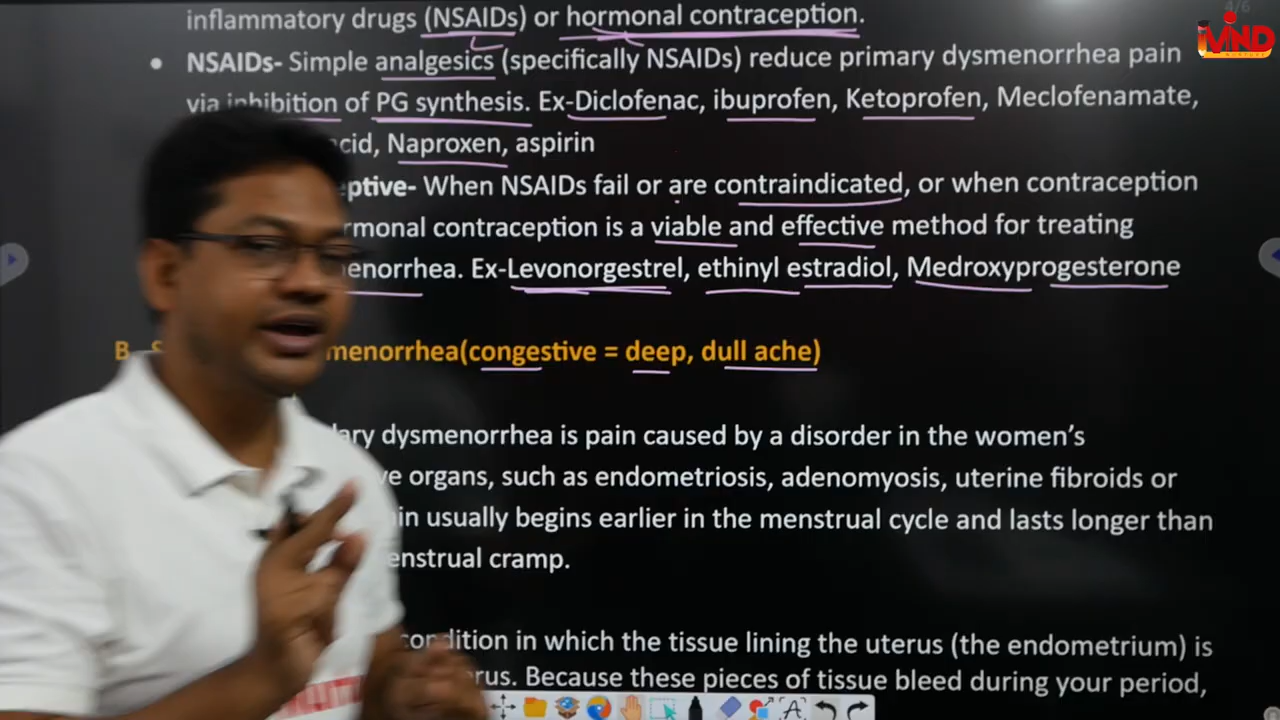 4/6
iMIND
inflammatory drugs (NSAIDs) or hormonal contraception.
• NSAIDs- Simple analgesics (specifically NSAIDs) reduce primary dysmenorrhea pain
via inhibition of PG synthesis. Ex-Diclofenac, ibuprofen, Ketoprofen, Meclofenamate,
cid, Naproxen, aspirin
ptive- When NSAIDs fail or are contraindicated, or when contraception
rmonal contraception is a viable and effective method for treating
enorrhea. Ex-Levonorgestrel, ethinyl estradiol, Medroxyprogesterone
B. S menorrhea(congestive = deep, dull ache)
dary dysmenorrhea is pain caused by a disorder in the women's
ve organs, such as endometriosis, adenomyosis, uterine fibroids or
in usually begins earlier in the menstrual cycle and lasts longer than
enstrual cramp.
condition in which the tissue lining the uterus (the endometrium) is
rus. Because these pieces of tissue bleed during your period,